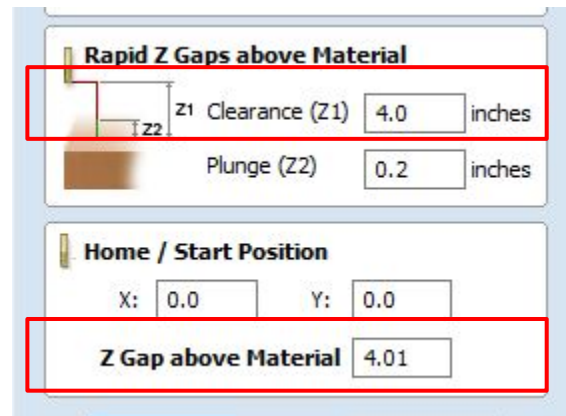 Rapid Z Gaps above Material
Z1 Clearance (Z1) 4.0 inches
Z2
Plunge (Z2) 0.2 inches
Home / Start Position
X: 0.0 Y: 0.0
Z Gap above Material 4.01